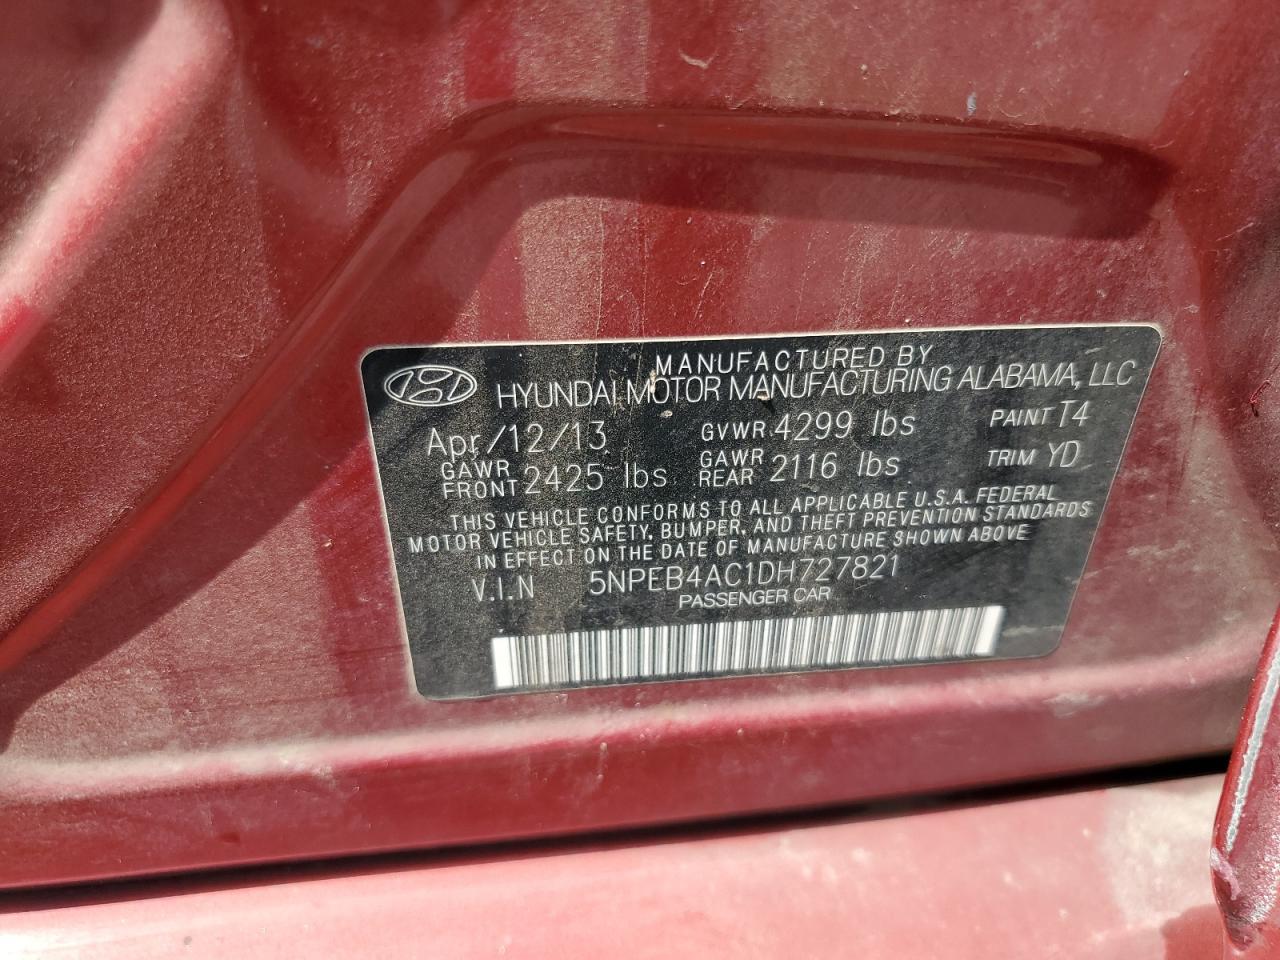 MANUFACTURED BY
HYUNDAI MOTOR MANUFACTURING ALABAMA, LLC
Apr/12/13 GVWR 4299 lbs PAINT T4
GAWR FRONT 2425 lbs GAWR REAR 2116 lbs TRIM YD
THIS VEHICLE CONFORMS TO ALL APPLICABLE U.S.A. FEDERAL
MOTOR VEHICLE SAFETY, BUMPER, AND THEFT PREVENTION STANDARDS
IN EFFECT ON THE DATE OF MANUFACTURE SHOWN ABOVE
V.I.N 5NPEB4AC1DH727821
PASSENGER CAR